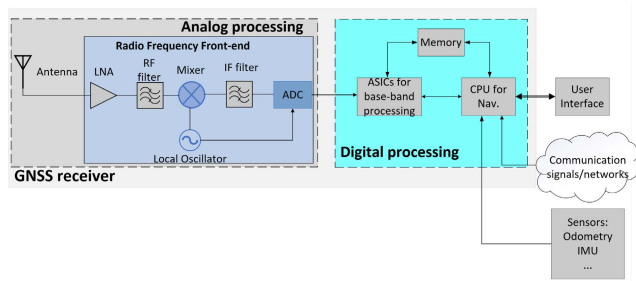 Analog processing
Radio Frequency Front-end
Antenna
LNA
RF
filter
Mixer
IF filter
ADC
Local Oscillator
GNSS receiver
Memory
ASICs for
base-band
processing
CPU for
Nav.
Digital processing
User
Interface
Communication
signals/networks
Sensors:
Odometry
IMU
...